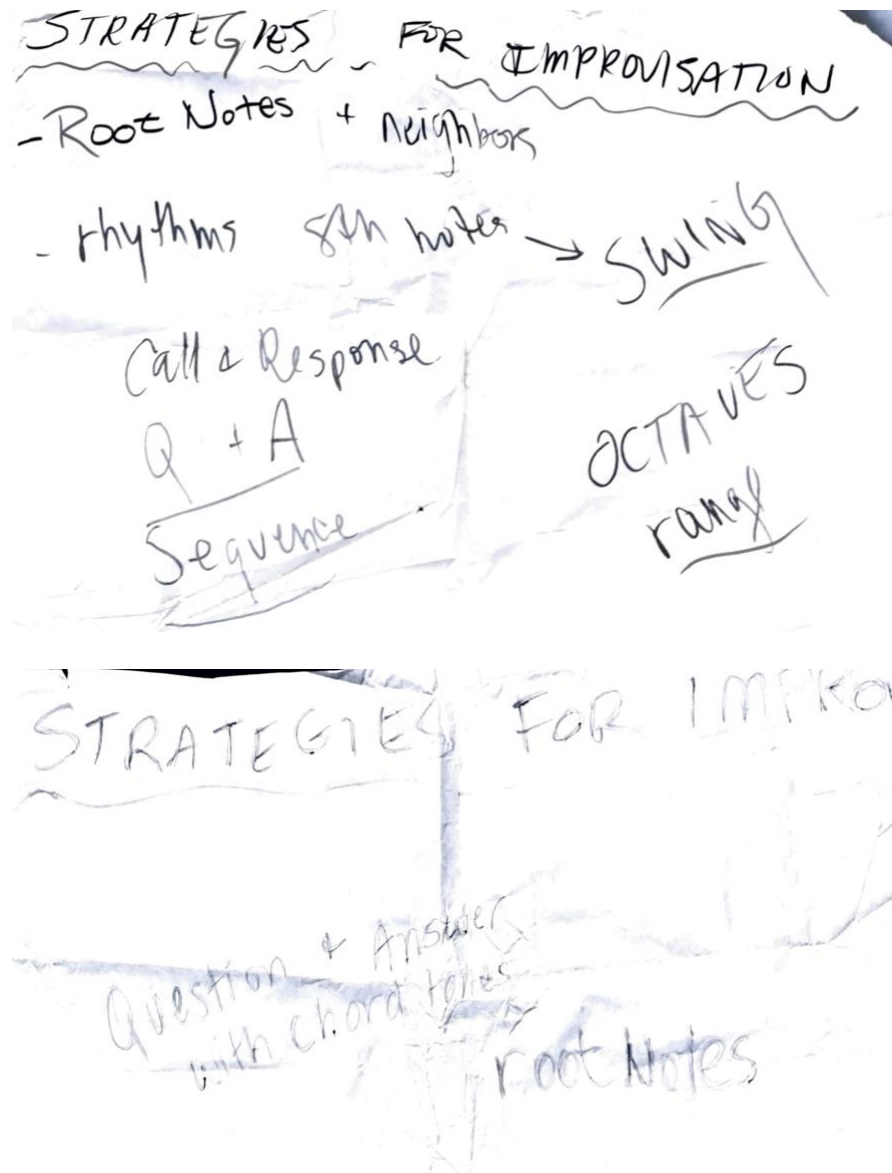 STRATEGIES FOR IMPROVISATION
- Root Notes + neighbors
- rhythms 8th notes → SWING
Call & Response
Q + A
Sequence
OCTAVES
range
STRATEGIES FOR IMPRO
Question + Answer
with chord tones
root Notes